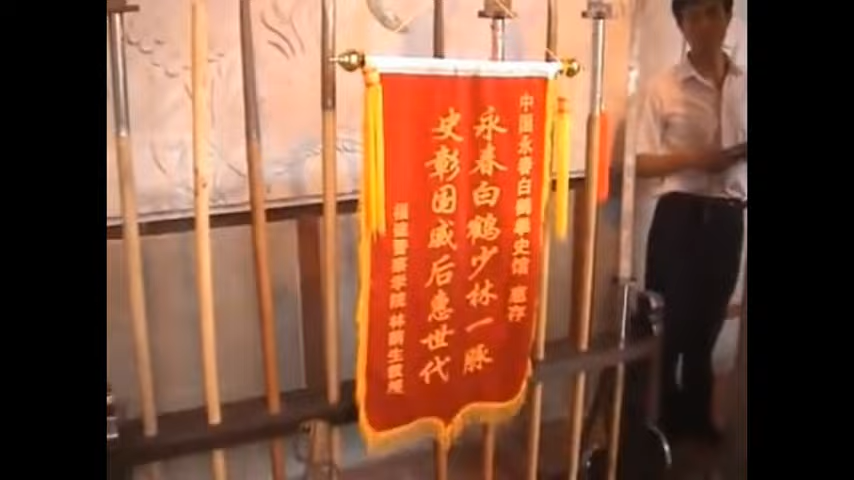 中国永春白鹤拳史馆 惠存
永春白鹤少林一脉
史彰国威后惠世代
福建警察学院 林